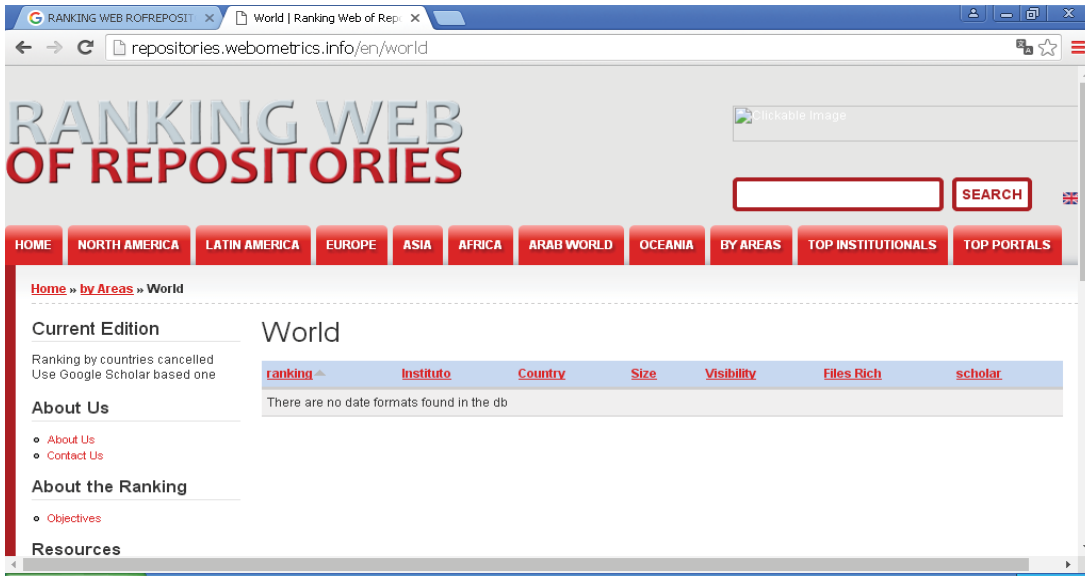 RANKING WEB ROFREPOSIT
World | Ranking Web of Rep
repositories.webometrics.info/en/world
RANKING WEB
OF REPOSITORIES
Clickable Image
SEARCH
HOME NORTH AMERICA LATIN AMERICA EUROPE ASIA AFRICA ARAB WORLD OCEANIA BY AREAS TOP INSTITUTIONALS TOP PORTALS
Home » by Areas » World
Current Edition
Ranking by countries cancelled
Use Google Scholar based one
About Us
About Us
Contact Us
About the Ranking
Objectives
Resources
World
ranking Instituto Country Size Visibility Files Rich scholar
There are no date formats found in the db